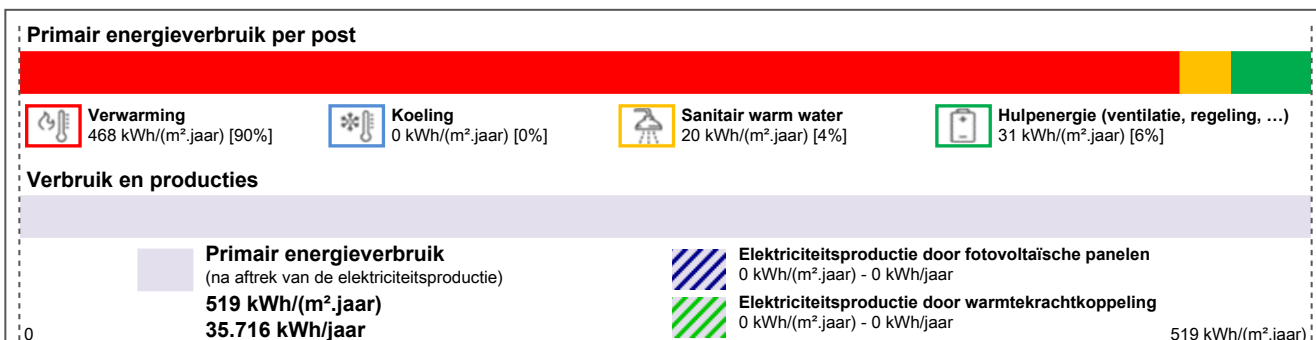 Primair energieverbruik per post
Verwarming
468 kWh/(m².jaar) [90%]
Koeling
0 kWh/(m².jaar) [0%]
Sanitair warm water
20 kWh/(m².jaar) [4%]
Hulpenergie (ventilatie, regeling, …)
31 kWh/(m².jaar) [6%]
Verbruik en producties
Primair energieverbruik
(na aftrek van de elektriciteitsproductie)
519 kWh/(m².jaar)
35.716 kWh/jaar
Elektriciteitsproductie door fotovoltaïsche panelen
0 kWh/(m².jaar) - 0 kWh/jaar
Elektriciteitsproductie door warmtekrachtkoppeling
0 kWh/(m².jaar) - 0 kWh/jaar
0
519 kWh/(m².jaar)